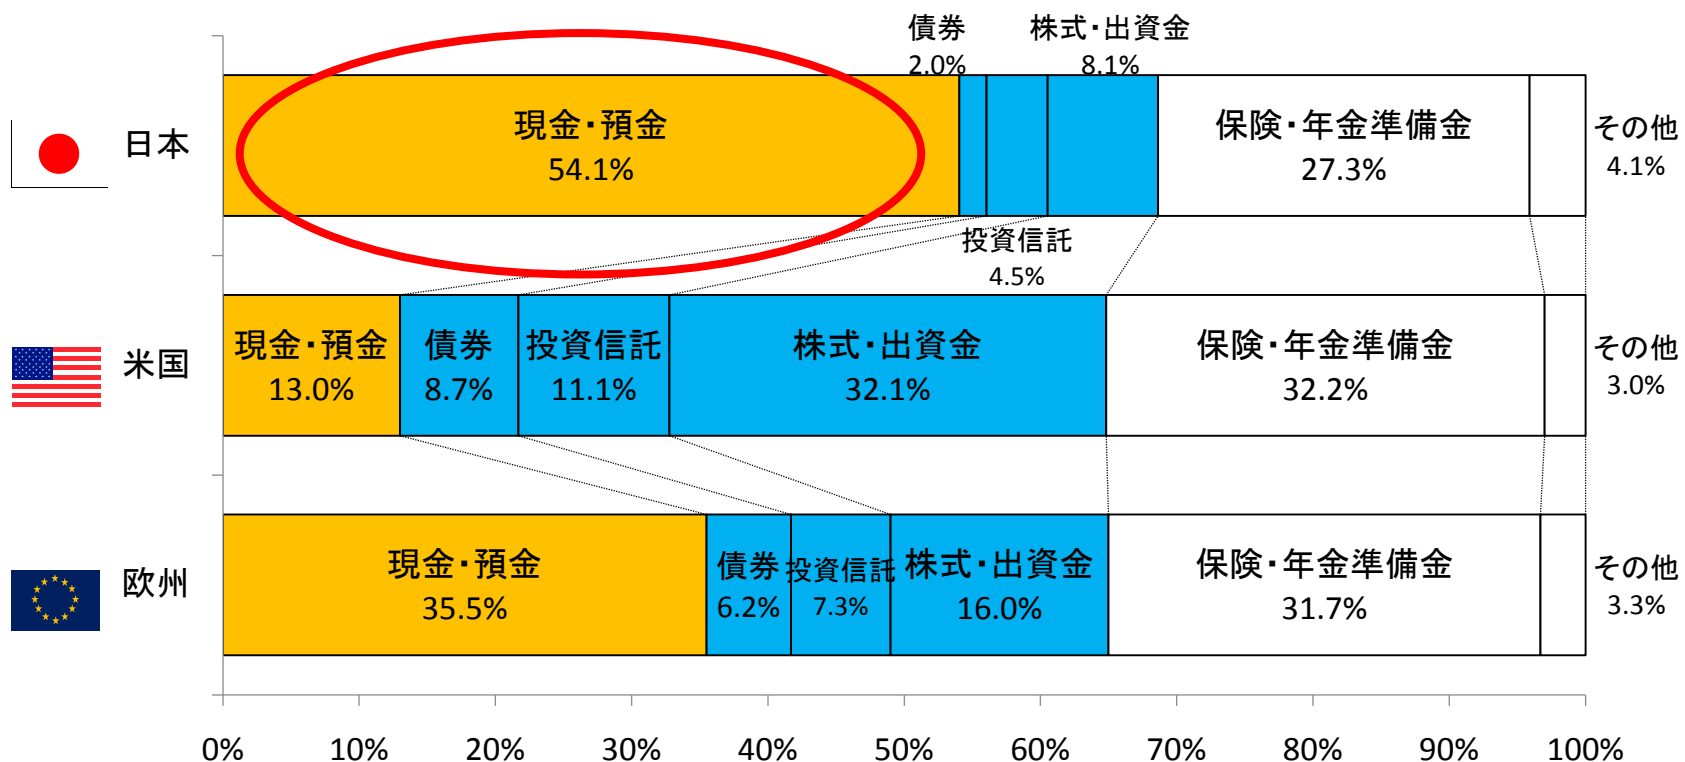 債券
2.0%
株式・出資金
8.1%
日本
現金・預金
54.1%
保険・年金準備金
27.3%
その他
4.1%
投資信託
4.5%
米国
現金・預金
13.0%
債券
8.7%
投資信託
11.1%
株式・出資金
32.1%
保険・年金準備金
32.2%
その他
3.0%
欧州
現金・預金
35.5%
債券
6.2%
投資信託
7.3%
株式・出資金
16.0%
保険・年金準備金
31.7%
その他
3.3%
0% 10% 20% 30% 40% 50% 60% 70% 80% 90% 100%